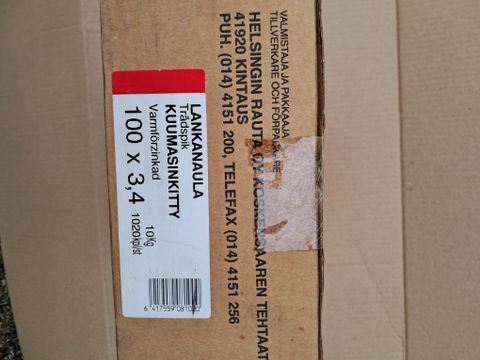 VALMISTAJA JA PAKKAAJA
TILLVERKARE OCH FÖRPACKARE
HELSINGIN RAUTA OY KOSKENSAAREN TEHTAAT
41920 KINTAUS
PUH. (014) 4151 200, TELEFAX (014) 4151 256
LANKANAULA
Trådspik
KUUMASINKITTY
Varmförzinkad
100 x 3,4
10Kg
1020kpl/st
6 417559 081000